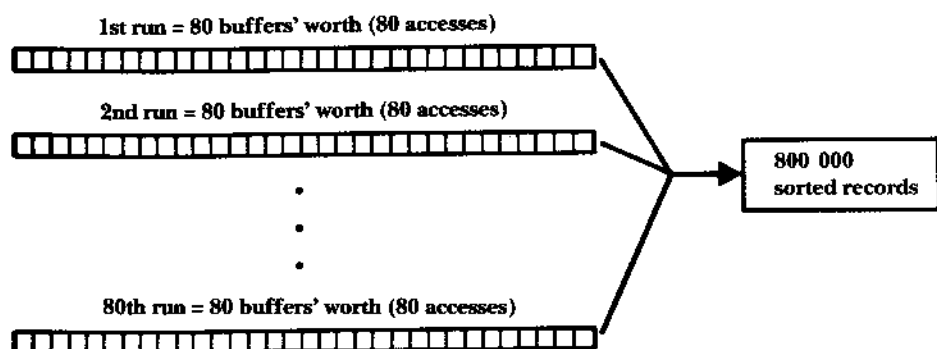 1st run = 80 buffers' worth (80 accesses)
2nd run = 80 buffers' worth (80 accesses)
800 000
sorted records
80th run = 80 buffers' worth (80 accesses)